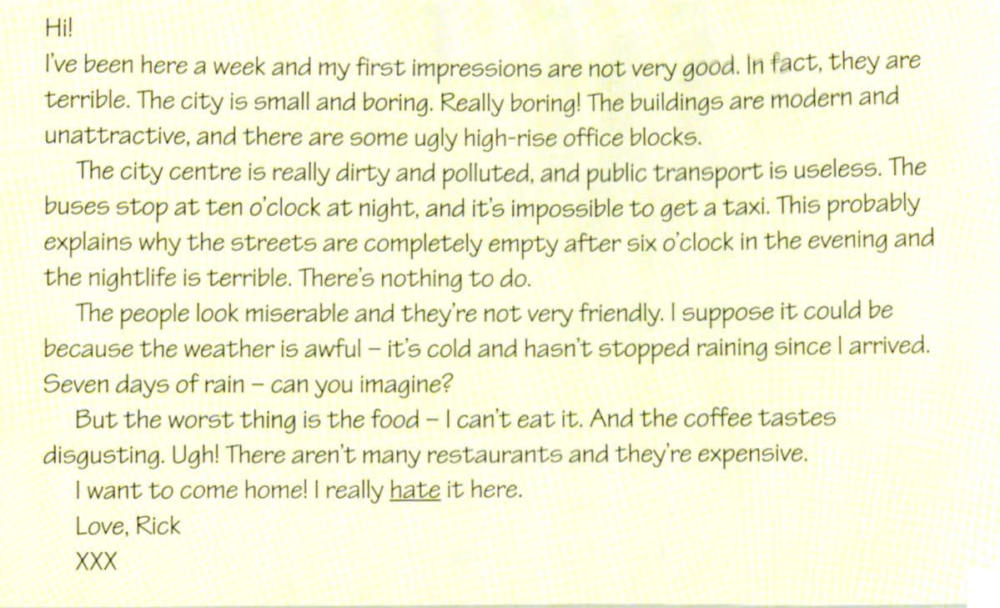 Hi!
I've been here a week and my first impressions are not very good. In fact, they are
terrible. The city is small and boring. Really boring! The buildings are modern and
unattractive, and there are some ugly high-rise office blocks.
The city centre is really dirty and polluted, and public transport is useless. The
buses stop at ten o'clock at night, and it's impossible to get a taxi. This probably
explains why the streets are completely empty after six o'clock in the evening and
the nightlife is terrible. There's nothing to do.
The people look miserable and they're not very friendly. I suppose it could be
because the weather is awful – it's cold and hasn't stopped raining since I arrived.
Seven days of rain – can you imagine?
But the worst thing is the food – I can't eat it. And the coffee tastes
disgusting. Ugh! There aren't many restaurants and they're expensive.
I want to come home! I really hate it here.
Love, Rick
XXX